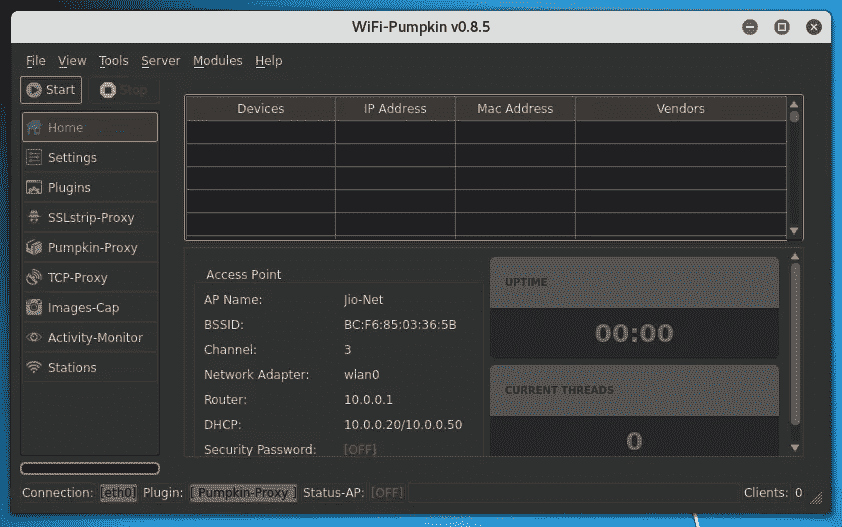 WiFi-Pumpkin v0.8.5
File View Tools Server Modules Help
Start Stop
Devices IP Address Mac Address Vendors
Home
Settings
Plugins
SSLstrip-Proxy
Pumpkin-Proxy
TCP-Proxy
Images-Cap
Activity-Monitor
Stations
Access Point
AP Name: Jio-Net
BSSID: BC:F6:85:03:36:5B
Channel: 3
Network Adapter: wlan0
Router: 10.0.0.1
DHCP: 10.0.0.20/10.0.0.50
Security Password: [OFF]
UPTIME
00:00
CURRENT THREADS
0
Connection: [eth0] Plugin: [Pumpkin-Proxy] Status-AP: [OFF] Clients: 0